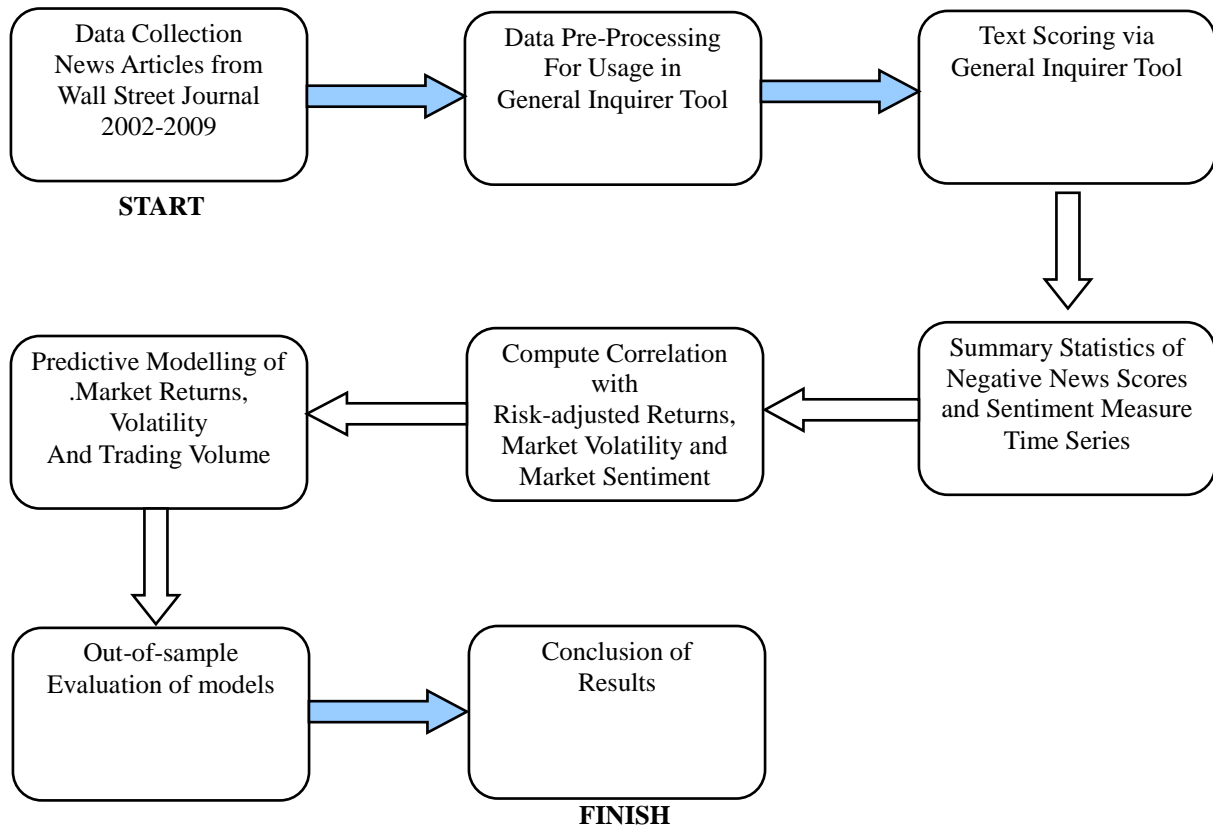 Data Collection
News Articles from
Wall Street Journal
2002-2009
START
Data Pre-Processing
For Usage in
General Inquirer Tool
Text Scoring via
General Inquirer Tool
Summary Statistics of
Negative News Scores
and Sentiment Measure
Time Series
Compute Correlation
with
Risk-adjusted Returns,
Market Volatility and
Market Sentiment
Predictive Modelling of
.Market Returns,
Volatility
And Trading Volume
Out-of-sample
Evaluation of models
Conclusion of
Results
FINISH